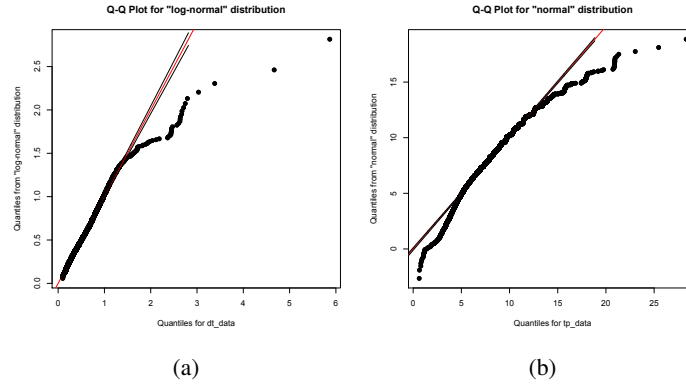 Q-Q Plot for "log-normal" distribution
Quantiles from "log-normal" distribution
0.0 0.5 1.0 1.5 2.0 2.5
0 1 2 3 4 5 6
Quantiles for dt_data
(a)
Q-Q Plot for "normal" distribution
Quantiles from "normal" distribution
0 5 10 15
0 5 10 15 20 25
Quantiles for tp_data
(b)